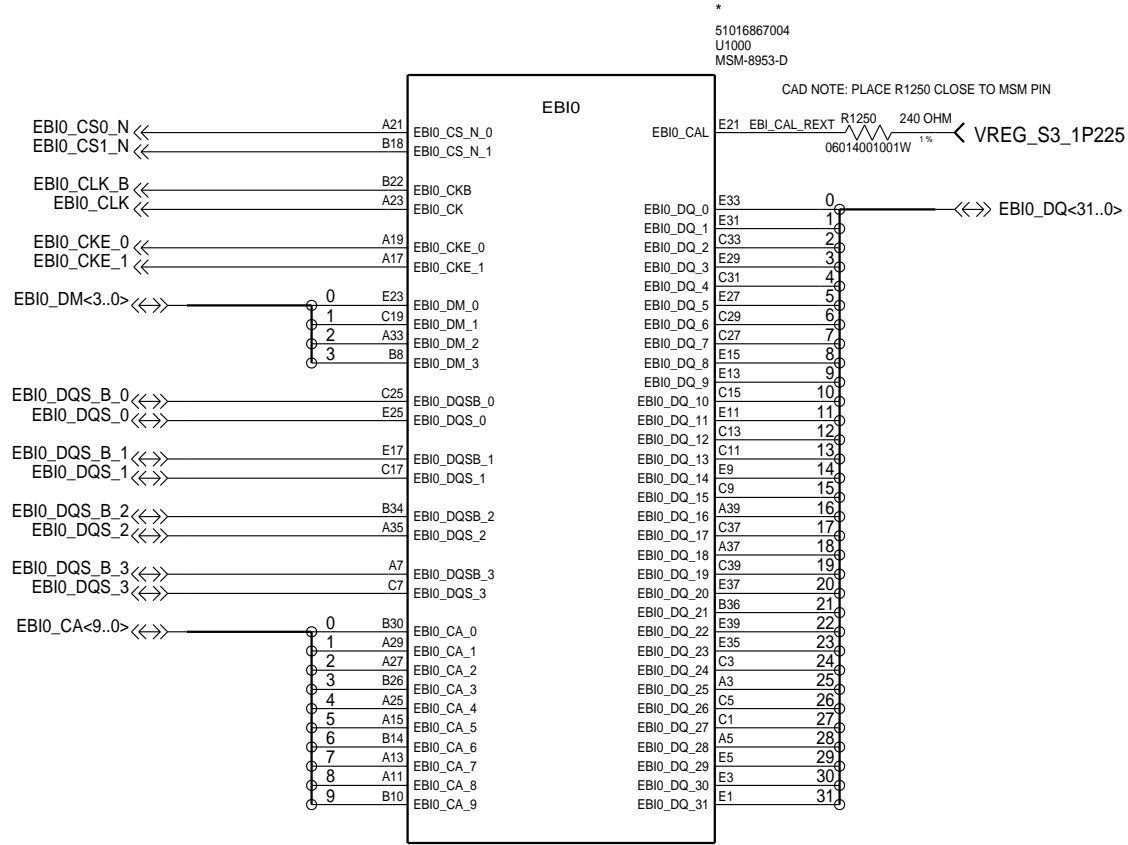 *
51016867004
U1000
MSM-8953-D
CAD NOTE: PLACE R1250 CLOSE TO MSM PIN
EBI0
EBI0_CS0_N A21 EBI0_CS_N_0
EBI0_CS1_N B18 EBI0_CS_N_1
EBI0_CLK_B B22 EBI0_CKB
EBI0_CLK A23 EBI0_CK
EBI0_CKE_0 A19 EBI0_CKE_0
EBI0_CKE_1 A17 EBI0_CKE_1
EBI0_DM<3..0>
0 E23 EBI0_DM_0
1 C19 EBI0_DM_1
2 A33 EBI0_DM_2
3 B8 EBI0_DM_3
EBI0_DQS_B_0 C25 EBI0_DQSB_0
EBI0_DQS_0 E25 EBI0_DQS_0
EBI0_DQS_B_1 E17 EBI0_DQSB_1
EBI0_DQS_1 C17 EBI0_DQS_1
EBI0_DQS_B_2 B34 EBI0_DQSB_2
EBI0_DQS_2 A35 EBI0_DQS_2
EBI0_DQS_B_3 A7 EBI0_DQSB_3
EBI0_DQS_3 C7 EBI0_DQS_3
EBI0_CA<9..0>
0 B30 EBI0_CA_0
1 A29 EBI0_CA_1
2 A27 EBI0_CA_2
3 B26 EBI0_CA_3
4 A25 EBI0_CA_4
5 A15 EBI0_CA_5
6 B14 EBI0_CA_6
7 A13 EBI0_CA_7
8 A11 EBI0_CA_8
9 B10 EBI0_CA_9
EBI0_CAL E21 EBI_CAL_REXT R1250 240 OHM VREG_S3_1P225
06014001001W 1%
EBI0_DQ_0 E33 0 EBI0_DQ<31..0>
EBI0_DQ_1 E31 1
EBI0_DQ_2 C33 2
EBI0_DQ_3 E29 3
EBI0_DQ_4 C31 4
EBI0_DQ_5 E27 5
EBI0_DQ_6 C29 6
EBI0_DQ_7 C27 7
EBI0_DQ_8 E15 8
EBI0_DQ_9 E13 9
EBI0_DQ_10 C15 10
EBI0_DQ_11 E11 11
EBI0_DQ_12 C13 12
EBI0_DQ_13 C11 13
EBI0_DQ_14 E9 14
EBI0_DQ_15 C9 15
EBI0_DQ_16 A39 16
EBI0_DQ_17 C37 17
EBI0_DQ_18 A37 18
EBI0_DQ_19 C39 19
EBI0_DQ_20 E37 20
EBI0_DQ_21 B36 21
EBI0_DQ_22 E39 22
EBI0_DQ_23 E35 23
EBI0_DQ_24 C3 24
EBI0_DQ_25 A3 25
EBI0_DQ_26 C5 26
EBI0_DQ_27 C1 27
EBI0_DQ_28 A5 28
EBI0_DQ_29 E5 29
EBI0_DQ_30 E3 30
EBI0_DQ_31 E1 31